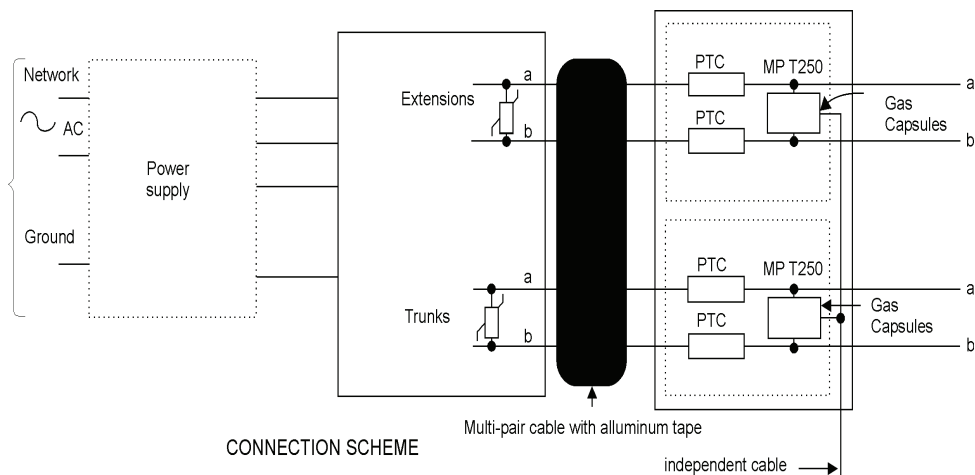 Network
AC
Ground
Power
supply
Extensions
a
b
Trunks
a
b
PTC
MP T250
PTC
Gas
Capsules
a
b
PTC
MP T250
PTC
Gas
Capsules
a
b
Multi-pair cable with alluminum tape
CONNECTION SCHEME
independent cable